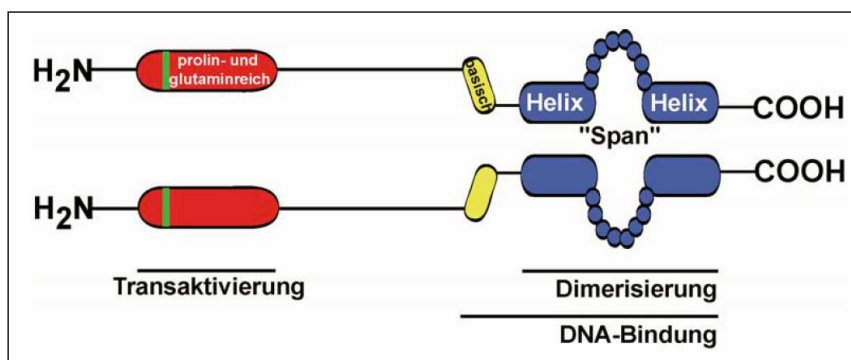 prolin- und
glutaminreich
H₂N
basisch
Helix
Helix
COOH
"Span"
H₂N
COOH
Transaktivierung
Dimerisierung
DNA-Bindung